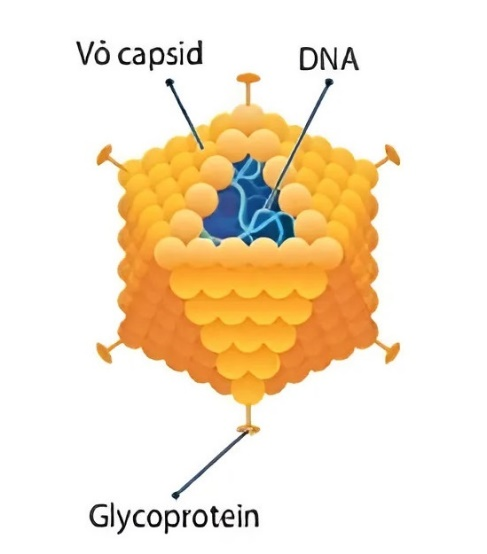 Vỏ capsid
DNA
Glycoprotein